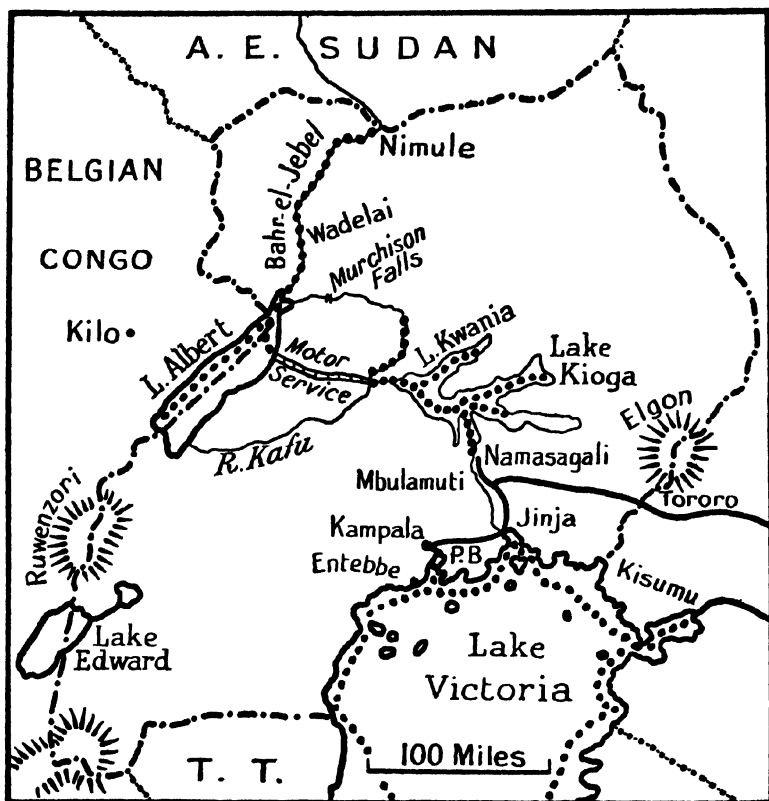 A. E. SUDAN
Nimule
BELGIAN
CONGO
Bahr-el-Jebel
Wadelai
Murchison
Falls
Kilo
L. Albert
Motor
Service
L. Kwania
Lake
Kioga
R. Kafu
Elgon
Namasagali
Mbulamuti
Tororo
Jinja
Kampala
P.B
Entebbe
Kisumu
Ruwenzori
Lake
Edward
Lake
Victoria
100 Miles
T. T.